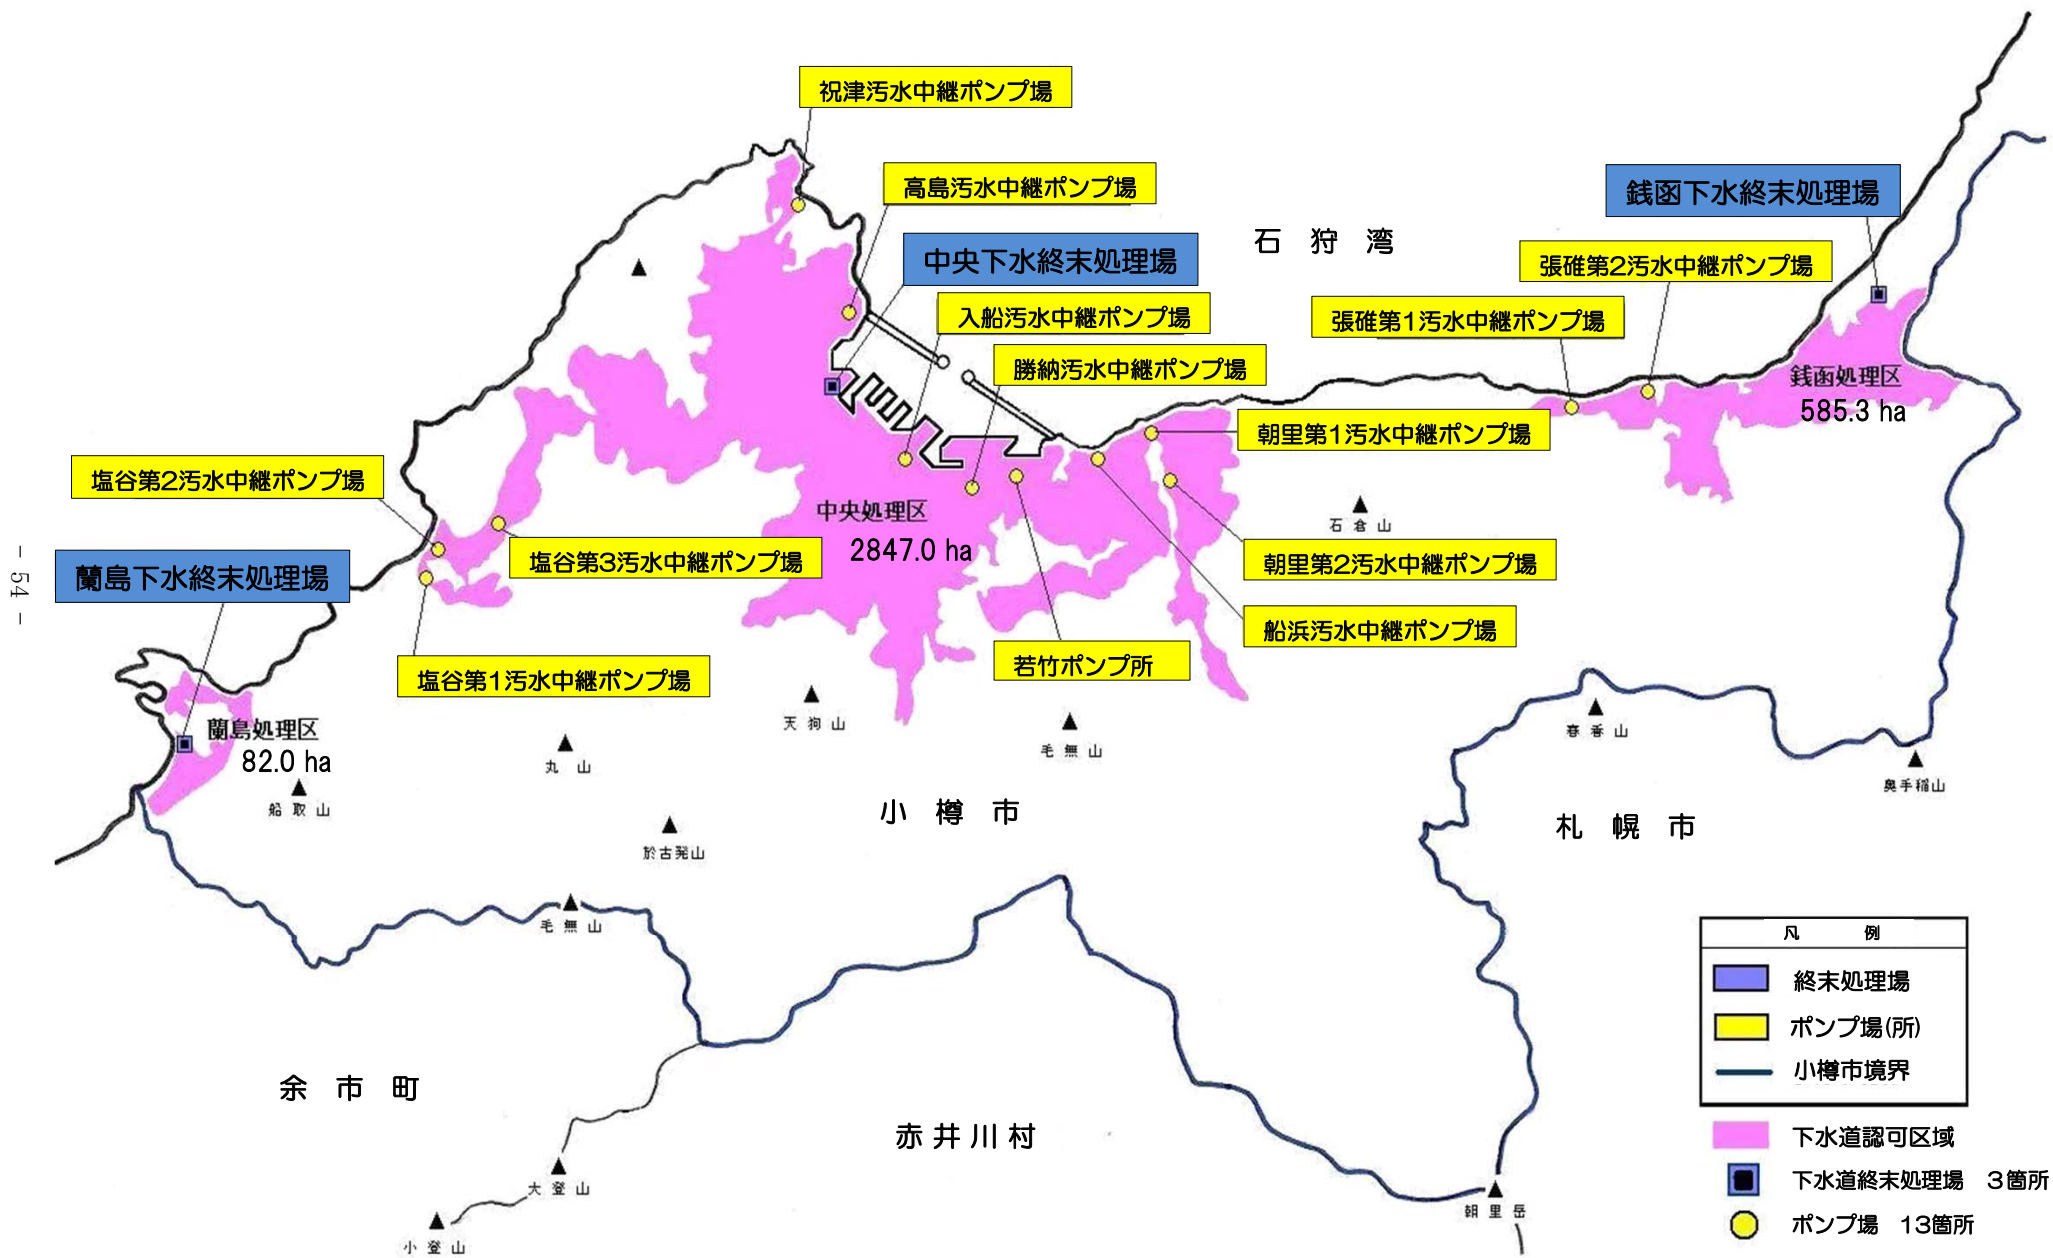 祝津汚水中継ポンプ場
高島汚水中継ポンプ場
中央下水終末処理場
入船汚水中継ポンプ場
勝納汚水中継ポンプ場
石狩湾
銭函下水終末処理場
張碓第2汚水中継ポンプ場
張碓第1汚水中継ポンプ場
銭函処理区
585.3 ha
朝里第1汚水中継ポンプ場
塩谷第2汚水中継ポンプ場
中央処理区
2847.0 ha
石倉山
塩谷第3汚水中継ポンプ場
朝里第2汚水中継ポンプ場
蘭島下水終末処理場
船浜汚水中継ポンプ場
若竹ポンプ所
塩谷第1汚水中継ポンプ場
- 54 -
蘭島処理区
82.0 ha
船取山
丸山
天狗山
毛無山
春香山
奥手稲山
小樽市
札幌市
於古発山
毛無山
余市町
赤井川村
大登山
小登山
朝里岳
凡例
終末処理場
ポンプ場(所)
小樽市境界
下水道認可区域
下水道終末処理場 3箇所
ポンプ場 13箇所